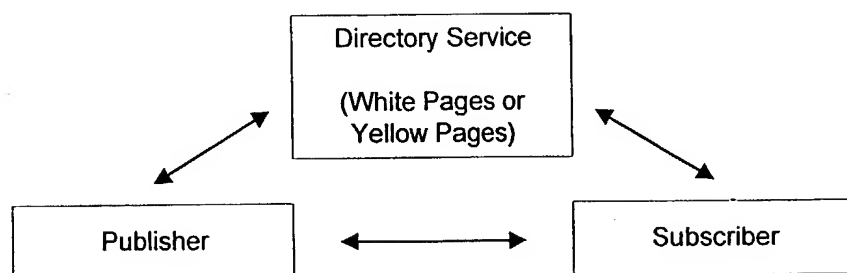 Directory Service
(White Pages or
Yellow Pages)
Publisher
Subscriber